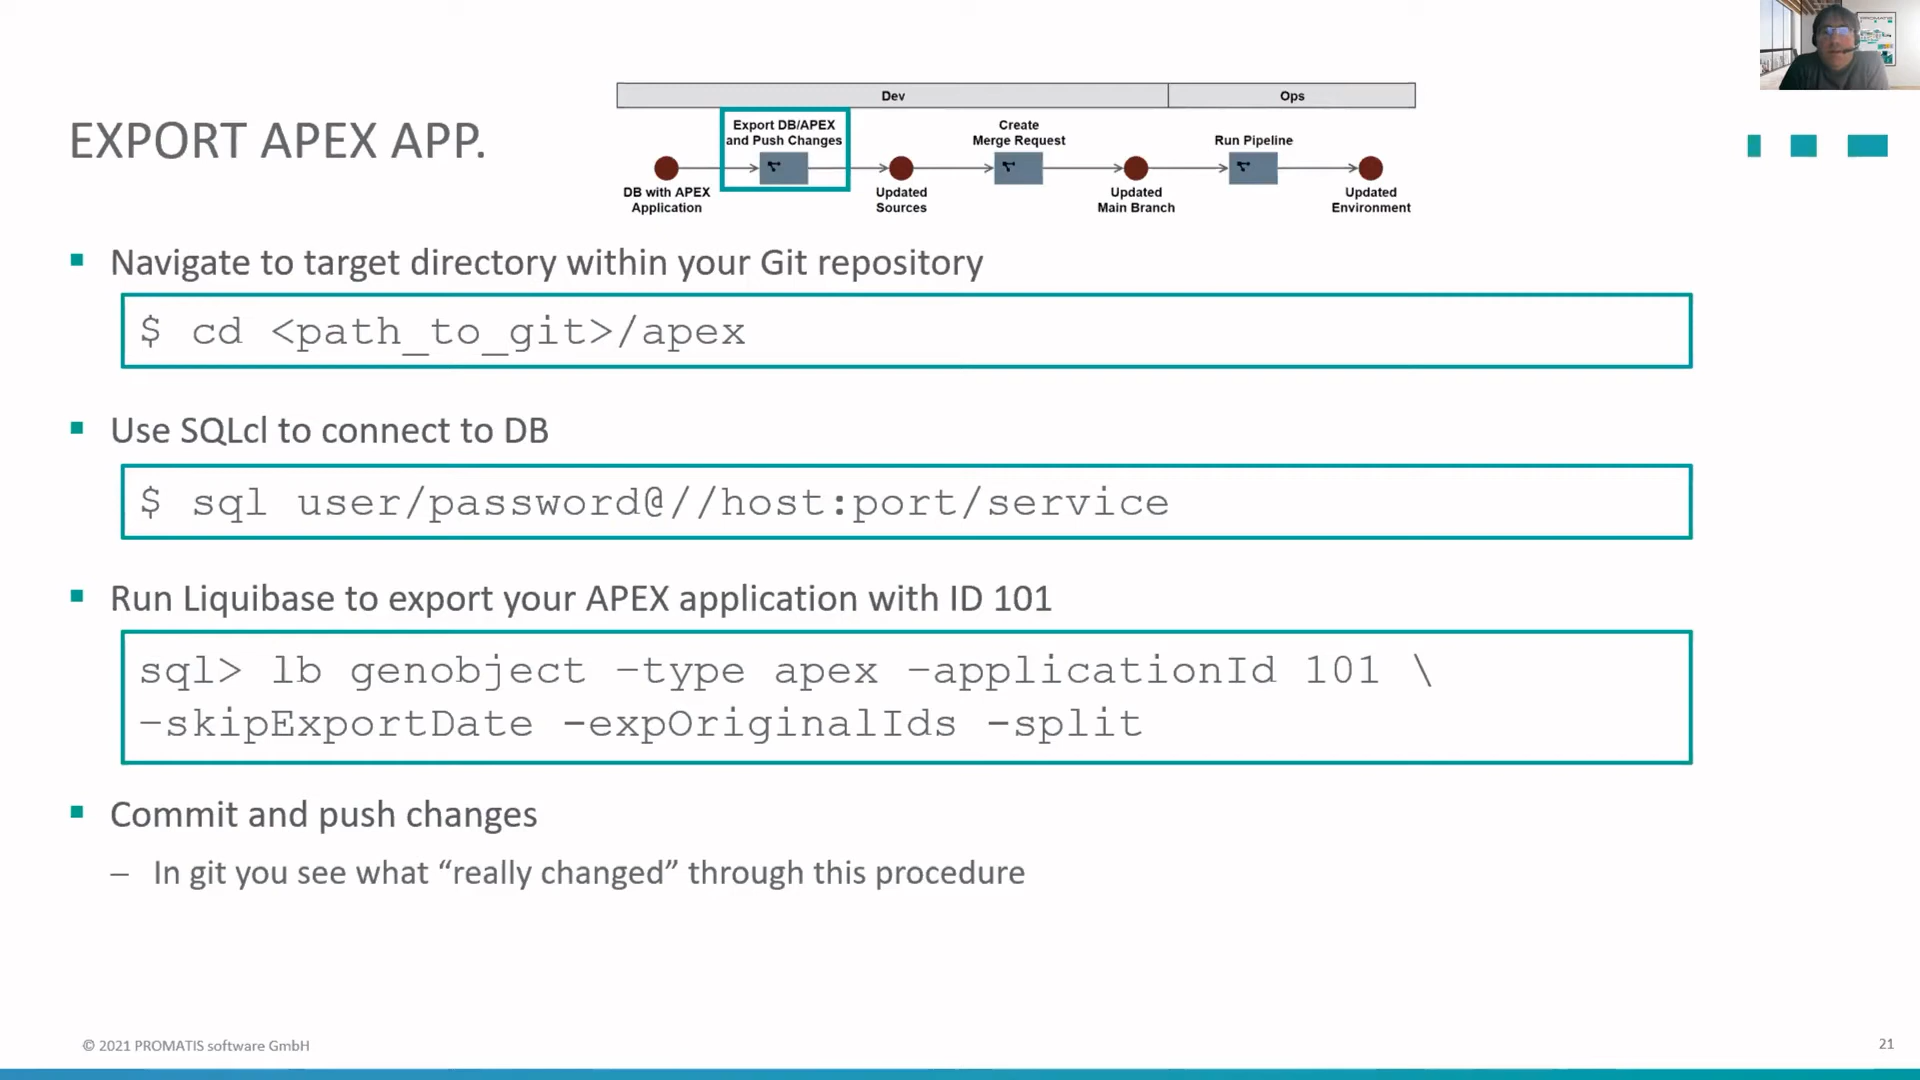 Dev
Ops
EXPORT APEX APP.
Export DB/APEX
and Push Changes
Create
Merge Request
Run Pipeline
DB with APEX
Application
Updated
Sources
Updated
Main Branch
Updated
Environment
Navigate to target directory within your Git repository
$ cd <path_to_git>/apex
Use SQLcl to connect to DB
$ sql user/password@//host:port/service
Run Liquibase to export your APEX application with ID 101
sql> lb genobject –type apex –applicationId 101 \
–skipExportDate -expOriginalIds -split
Commit and push changes
– In git you see what “really changed” through this procedure
© 2021 PROMATIS software GmbH
21